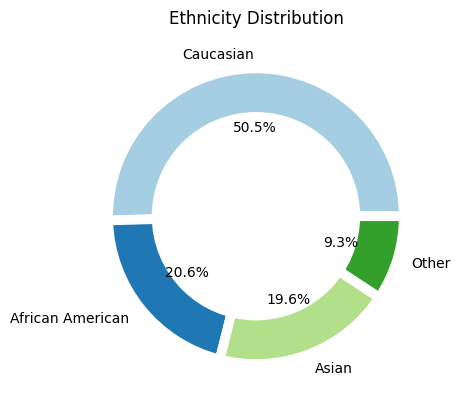 Ethnicity Distribution
Caucasian
50.5%
9.3%
Other
20.6%
19.6%
African American
Asian